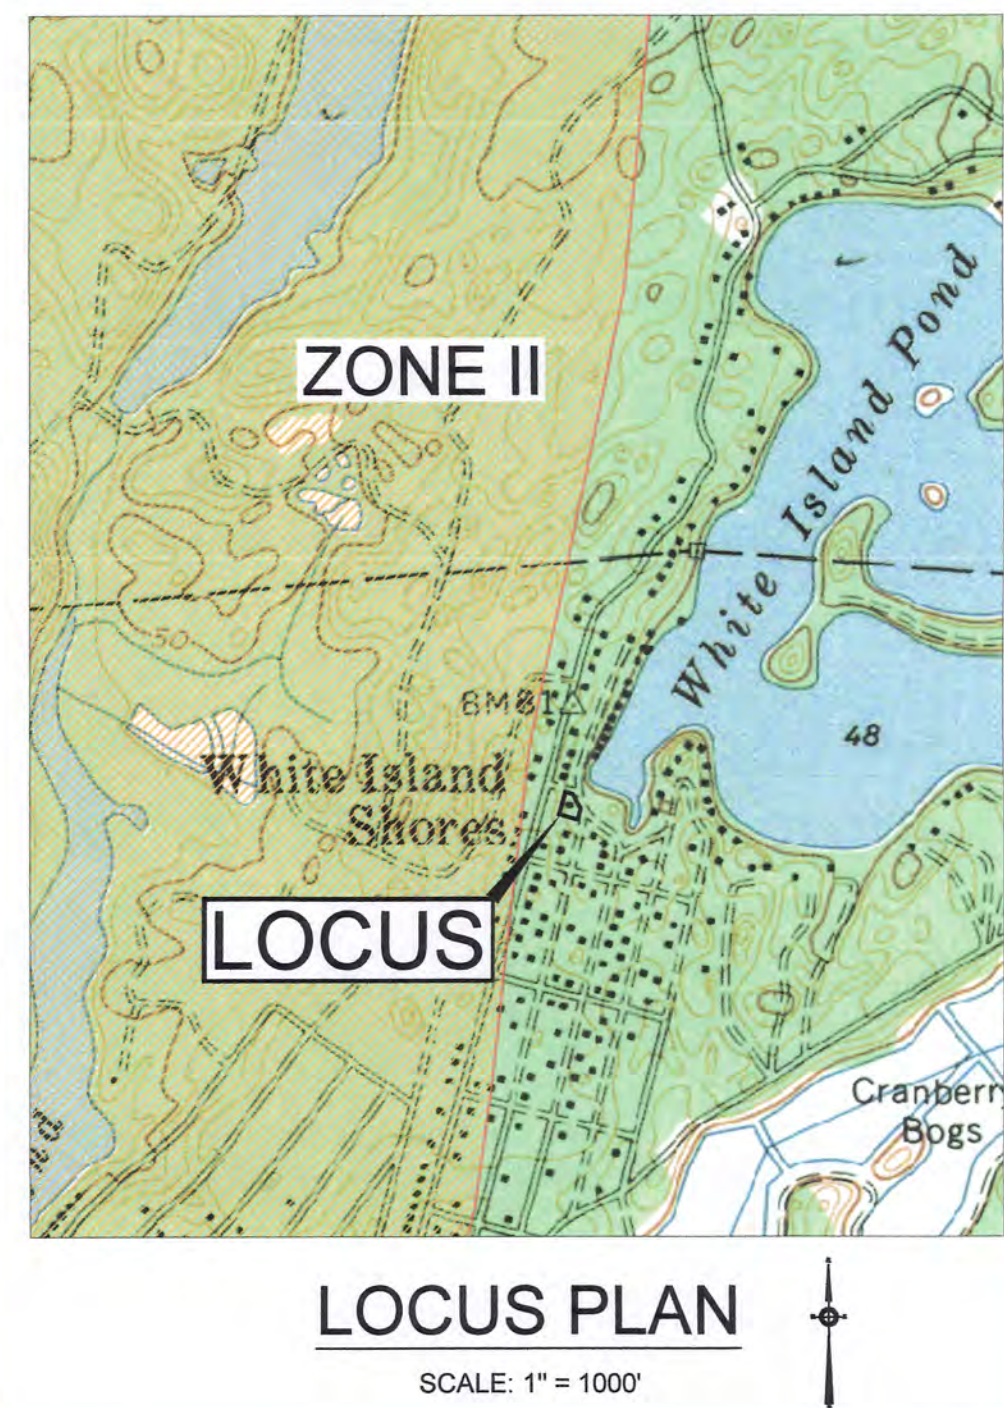 ZONE II
White Island Pond
50
BM 81
48
White Island
Shores
LOCUS
Cranberr
Bogs
LOCUS PLAN
SCALE: 1" = 1000'